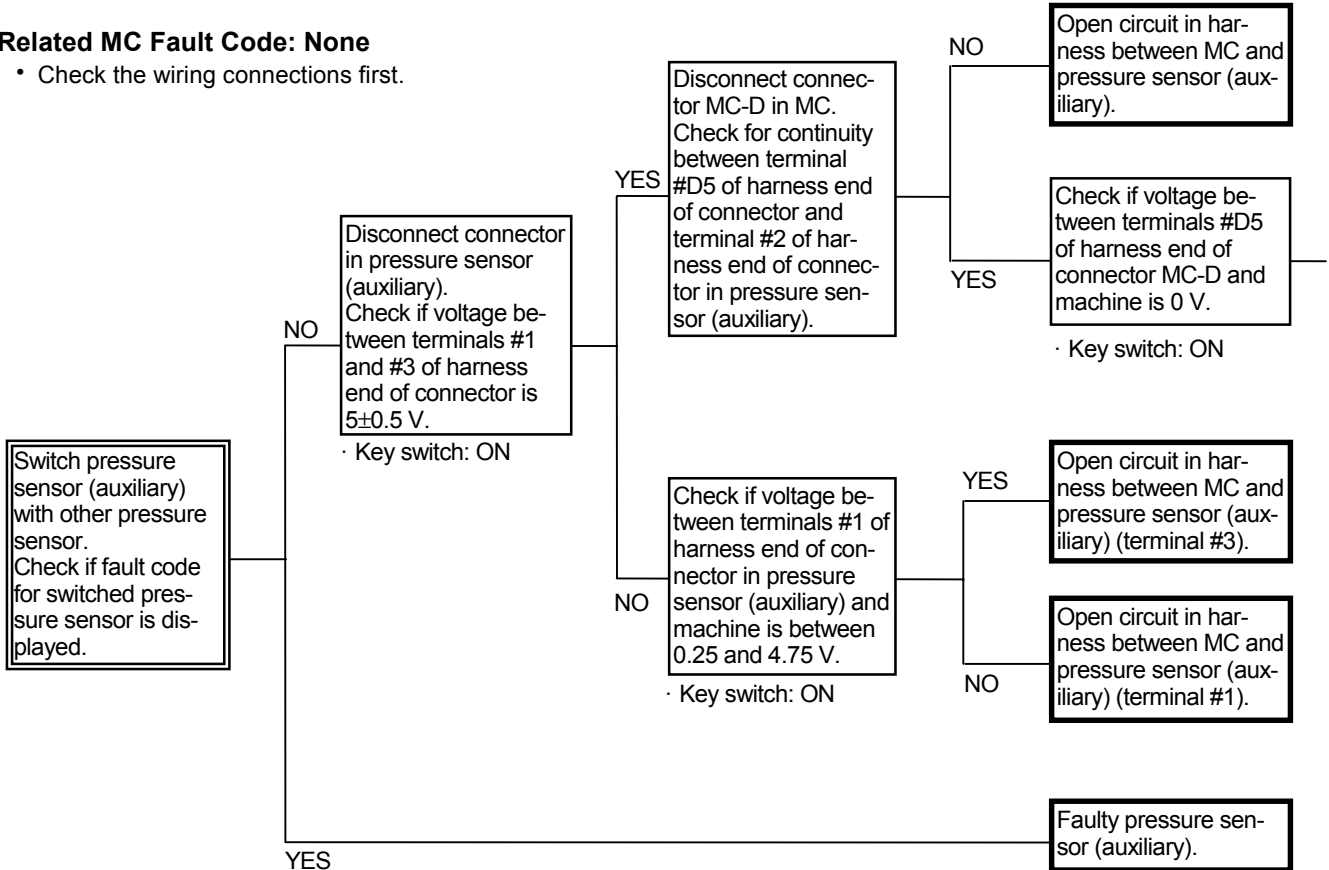 Related MC Fault Code: None
• Check the wiring connections first.
Switch pressure
sensor (auxiliary)
with other pressure
sensor.
Check if fault code
for switched pres-
sure sensor is dis-
played.
NO
Disconnect connector
in pressure sensor
(auxiliary).
Check if voltage be-
tween terminals #1
and #3 of harness
end of connector is
5±0.5 V.
· Key switch: ON
YES
Disconnect connec-
tor MC-D in MC.
Check for continuity
between terminal
#D5 of harness end
of connector and
terminal #2 of har-
ness end of connec-
tor in pressure sen-
sor (auxiliary).
NO
Open circuit in har-
ness between MC and
pressure sensor (aux-
iliary).
YES
Check if voltage be-
tween terminals #D5
of harness end of
connector MC-D and
machine is 0 V.
· Key switch: ON
NO
Check if voltage be-
tween terminals #1 of
harness end of con-
nector in pressure
sensor (auxiliary) and
machine is between
0.25 and 4.75 V.
· Key switch: ON
YES
Open circuit in har-
ness between MC and
pressure sensor (aux-
iliary) (terminal #3).
NO
Open circuit in har-
ness between MC and
pressure sensor (aux-
iliary) (terminal #1).
YES
Faulty pressure sen-
sor (auxiliary).